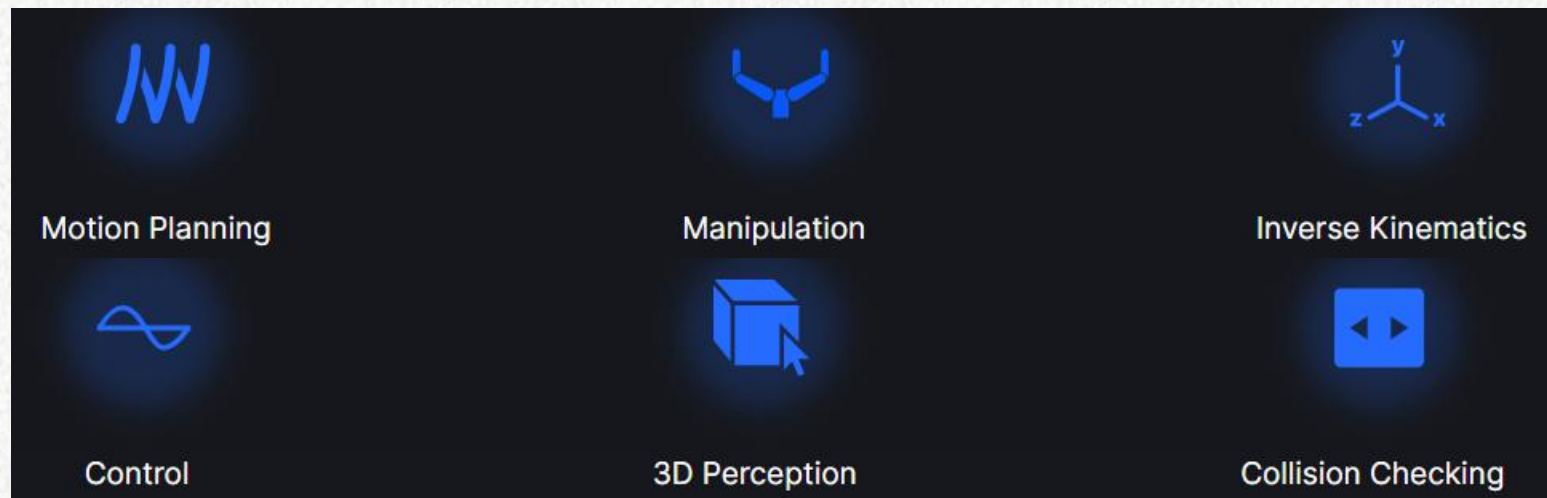 y
z x
Motion Planning Manipulation Inverse Kinematics
Control 3D Perception Collision Checking